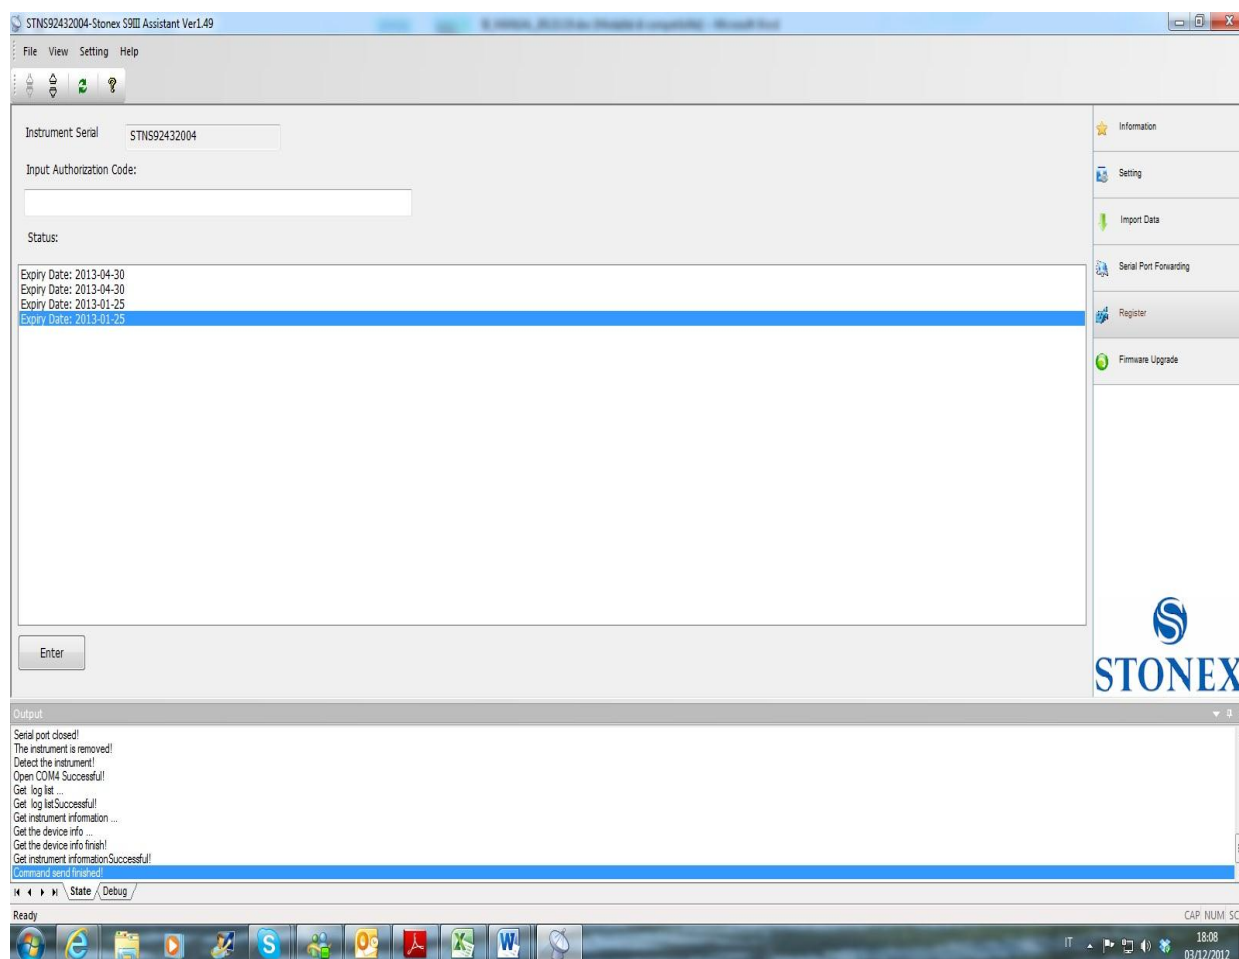 STNS92432004-Stonex S9III Assistant Ver1.49
File View Setting Help
Instrument Serial STNS92432004
Input Authorization Code:
Status:
Expiry Date: 2013-04-30
Expiry Date: 2013-04-30
Expiry Date: 2013-01-25
Expiry Date: 2013-01-25
Enter
Information
Setting
Import Data
Serial Port Forwarding
Register
Firmware Upgrade
STONEX
Output
Serial port closed!
The instrument is removed!
Detect the instrument!
Open COM4 Successful!
Get log list ...
Get log listSuccessful!
Get instrument information ...
Get the device info ...
Get the device info finish!
Get instrument informationSuccessful!
Command send finished!
State Debug
Ready
CAP NUM SC
IT
18:08
03/12/2012